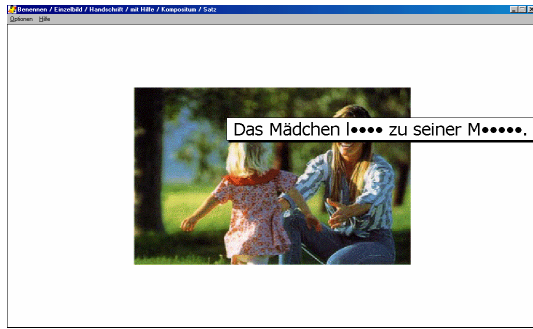 Benennen / Einzelbild / Handschrift / mit Hilfe / Kompositum / Satz
Optionen Hilfe
Das Mädchen l•••• zu seiner M•••••.